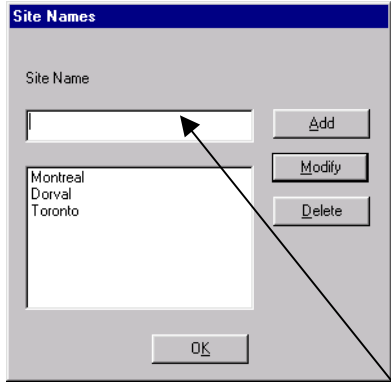 Site Names
Site Name
Add
Modify
Montreal
Dorval
Toronto
Delete
OK